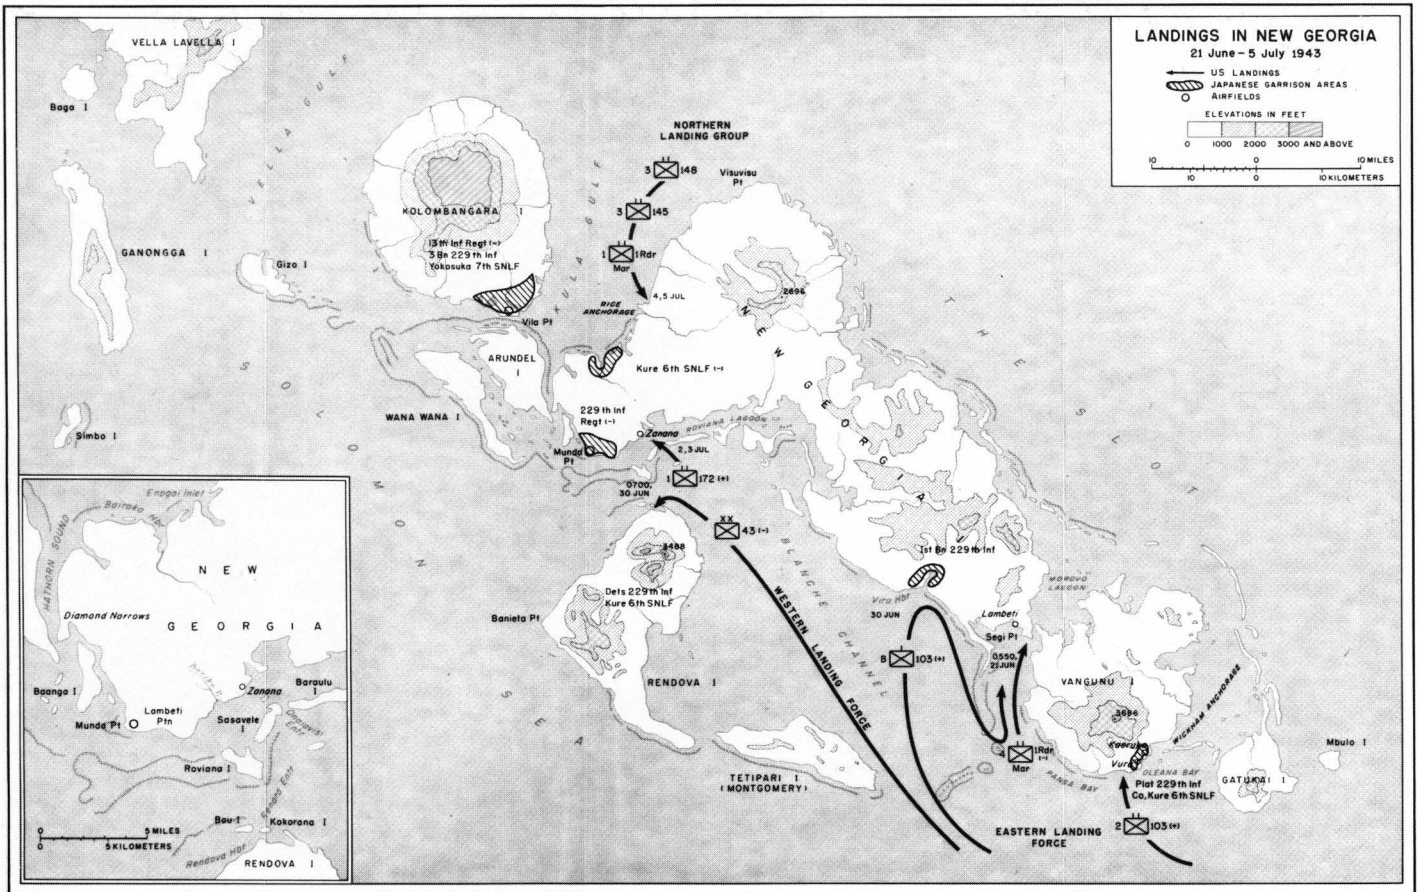 LANDINGS IN NEW GEORGIA
21 June – 5 July 1943
US LANDINGS
JAPANESE GARRISON AREAS
AIRFIELDS
ELEVATIONS IN FEET
0 1000 2000 3000 AND ABOVE
10 0 10 MILES
10 0 10 KILOMETERS
VELLA LAVELLA I
Baga I
VELLA GULF
NORTHERN
LANDING GROUP
3 148
Visuvisu
Pt
3 145
KOLOMBANGARA I
KULA GULF
GANONGGA I
13th Inf Regt (-)
3 Bn 229th Inf
Yokosuka 7th SNLF
1 1Rdr
Mar
Gizo I
4,5 JUL
RICE
ANCHORAGE
2696
Vila Pt
NEW GEORGIA
THE SLOT
ARUNDEL
I
Kure 6th SNLF (-)
SOLOMON SEA
WANA WANA I
229th Inf
Regt (-)
ROVIANA LAGOON
Zanana
Simbo I
Munda
Pt
2,3 JUL
1 172 (+)
0700,
30 JUN
XX
43 (-)
3488
BLANCHE CHANNEL
1st Bn 229th Inf
Dets 229th Inf
Kure 6th SNLF
Viru Hbr
MOROVO
LAGOON
30 JUN
Lambeti
Segi Pt
Banieta Pt
WESTERN LANDING FORCE
0550,
21 JUN
B 103 (+)
RENDOVA I
VANGUNU I
3686
WICKHAM ANCHORAGE
Kaeruka
Vura
4 1Rdr
(-)
Mar
Mbulo I
PANGA BAY
OLEANA BAY
GATUKAI I
TETIPARI I
(MONTGOMERY)
Plat 229th Inf
Co, Kure 6th SNLF
EASTERN LANDING
FORCE
2 103 (+)
Enogai Inlet
Bairoko Hbr
HATHORN SOUND
NEW
GEORGIA
Diamond Narrows
Zanana
Baraulu
I
Baanga I
Lambeti
Ptn
Munda Pt
Sasavele
I
Roviana I
Bau I
Kokorana I
0 5 MILES
0 5 KILOMETERS
Rendova Hbr
RENDOVA I